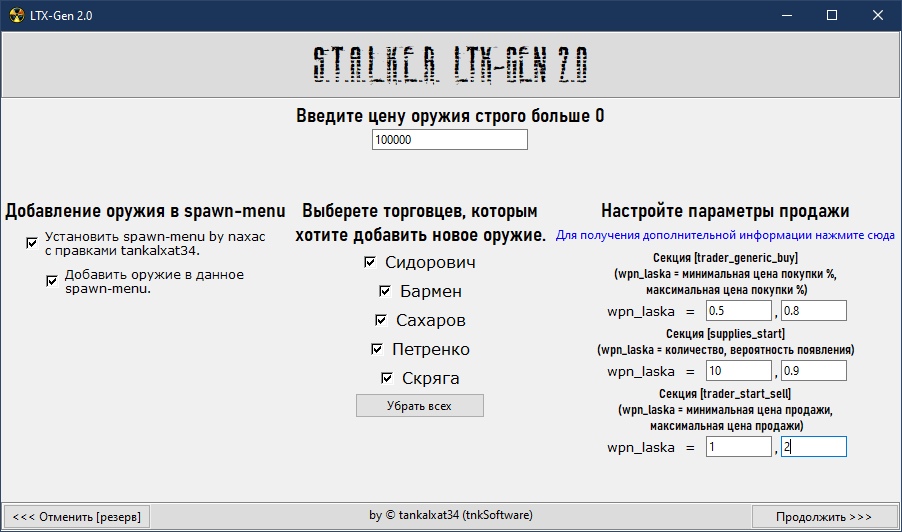 LTX-Gen 2.0
S.T.A.L.K.E.R. LTX-GEN 2.0
Введите цену оружия строго больше 0
100000
Добавление оружия в spawn-menu
Установить spawn-menu by naxac
с правками tankalxat34.
Добавить оружие в данное
spawn-menu.
Выберете торговцев, которым
хотите добавить новое оружие.
Сидорович
Бармен
Сахаров
Петренко
Скряга
Убрать всех
Настройте параметры продажи
Для получения дополнительной информации нажмите сюда
Секция [trader_generic_buy]
(wpn_laska = минимальная цена покупки %,
максимальная цена покупки %)
wpn_laska = 0.5 , 0.8
Секция [supplies_start]
(wpn_laska = количество, вероятность появления)
wpn_laska = 10 , 0.9
Секция [trader_start_sell]
(wpn_laska = минимальная цена продажи,
максимальная цена продажи)
wpn_laska = 1 , 2
<<< Отменить [резерв]
by © tankalxat34 (tnkSoftware)
Продолжить >>>